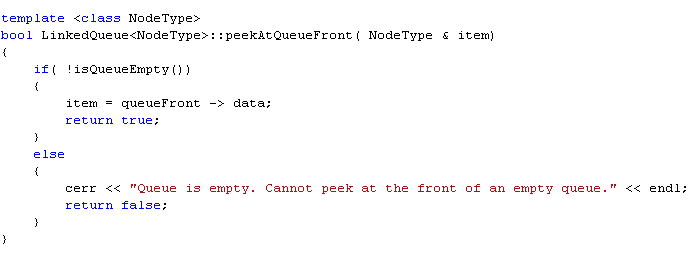 template <class NodeType>
bool LinkedQueue<NodeType>::peekAtQueueFront( NodeType & item)
{
    if( !isQueueEmpty())
    {
        item = queueFront -> data;
        return true;
    }
    else
    {
        cerr << "Queue is empty. Cannot peek at the front of an empty queue." << endl;
        return false;
    }
}